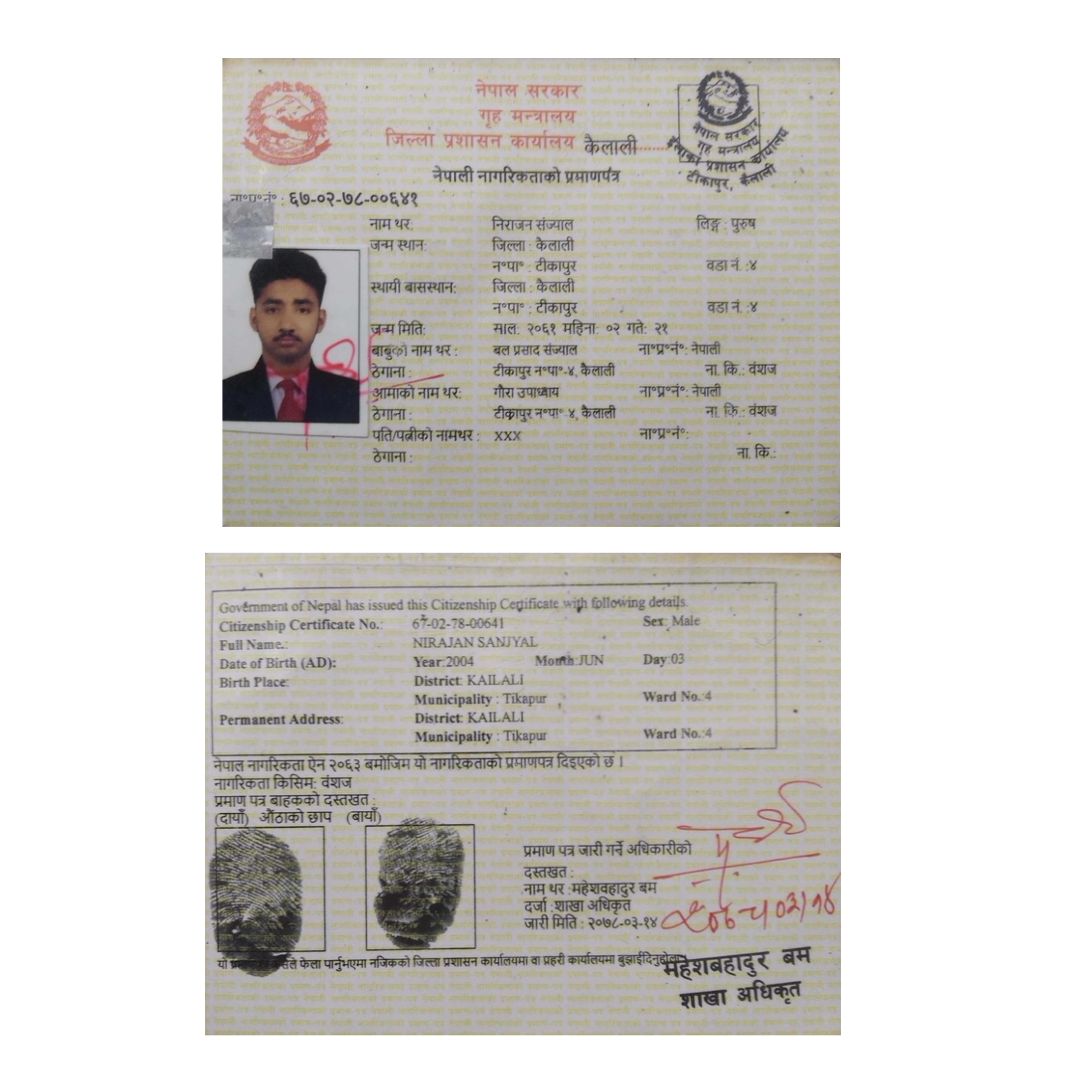 नेपाल सरकार
गृह मन्त्रालय
जिल्ला प्रशासन कार्यालय कैलाली
नेपाल सरकार
गृह मन्त्रालय
ईलाका प्रशासन कार्यालय
टीकापुर, कैलाली
नेपाली नागरिकताको प्रमाणपत्र
ना॰प्र॰नं॰ : ६७-०२-७८-००६४१
नाम थर: निराजन संज्याल लिङ्ग : पुरुष
जन्म स्थान: जिल्ला : कैलाली
न॰पा॰ : टीकापुर वडा नं. :४
स्थायी बासस्थान: जिल्ला : कैलाली
न॰पा॰ : टीकापुर वडा नं. :४
जन्म मिति: साल: २०६१ महिना: ०२ गते: २१
बाबुको नाम थर : बल प्रसाद संज्याल ना॰प्र॰नं॰: नेपाली
ठेगाना : टीकापुर न॰पा॰-४, कैलाली ना. कि.: वंशज
आमाको नाम थर: गौरा उपाध्याय ना॰प्र॰नं॰: नेपाली
ठेगाना : टीकापुर न॰पा॰-४, कैलाली ना. कि.: वंशज
पति/पत्नीको नामथर : XXX ना॰प्र॰नं॰:
ठेगाना : ना. कि.:
Government of Nepal has issued this Citizenship Certificate with following details.
Citizenship Certificate No.: 67-02-78-00641 Sex: Male
Full Name.: NIRAJAN SANJYAL
Date of Birth (AD): Year:2004 Month:JUN Day:03
Birth Place: District: KAILALI
Municipality : Tikapur Ward No.:4
Permanent Address: District: KAILALI
Municipality : Tikapur Ward No.:4
नेपाल नागरिकता ऐन २०६३ बमोजिम यो नागरिकताको प्रमाणपत्र दिइएको छ ।
नागरिकता किसिम: वंशज
प्रमाण पत्र बाहकको दस्तखत :
(दायाँ) औंठाको छाप (बायाँ)
प्रमाण पत्र जारी गर्ने अधिकारीको
दस्तखत :
नाम थर :महेशवहादुर बम
दर्जा :शाखा अधिकृत
जारी मिति : २०७८-०३-१४
२०७८।०३।१४
यो फेला पार्नुभएमा नजिकको जिल्ला प्रशासन कार्यालयमा वा प्रहरी कार्यालयमा बुझाईदिनुहोला
महेशबहादुर बम
शाखा अधिकृत